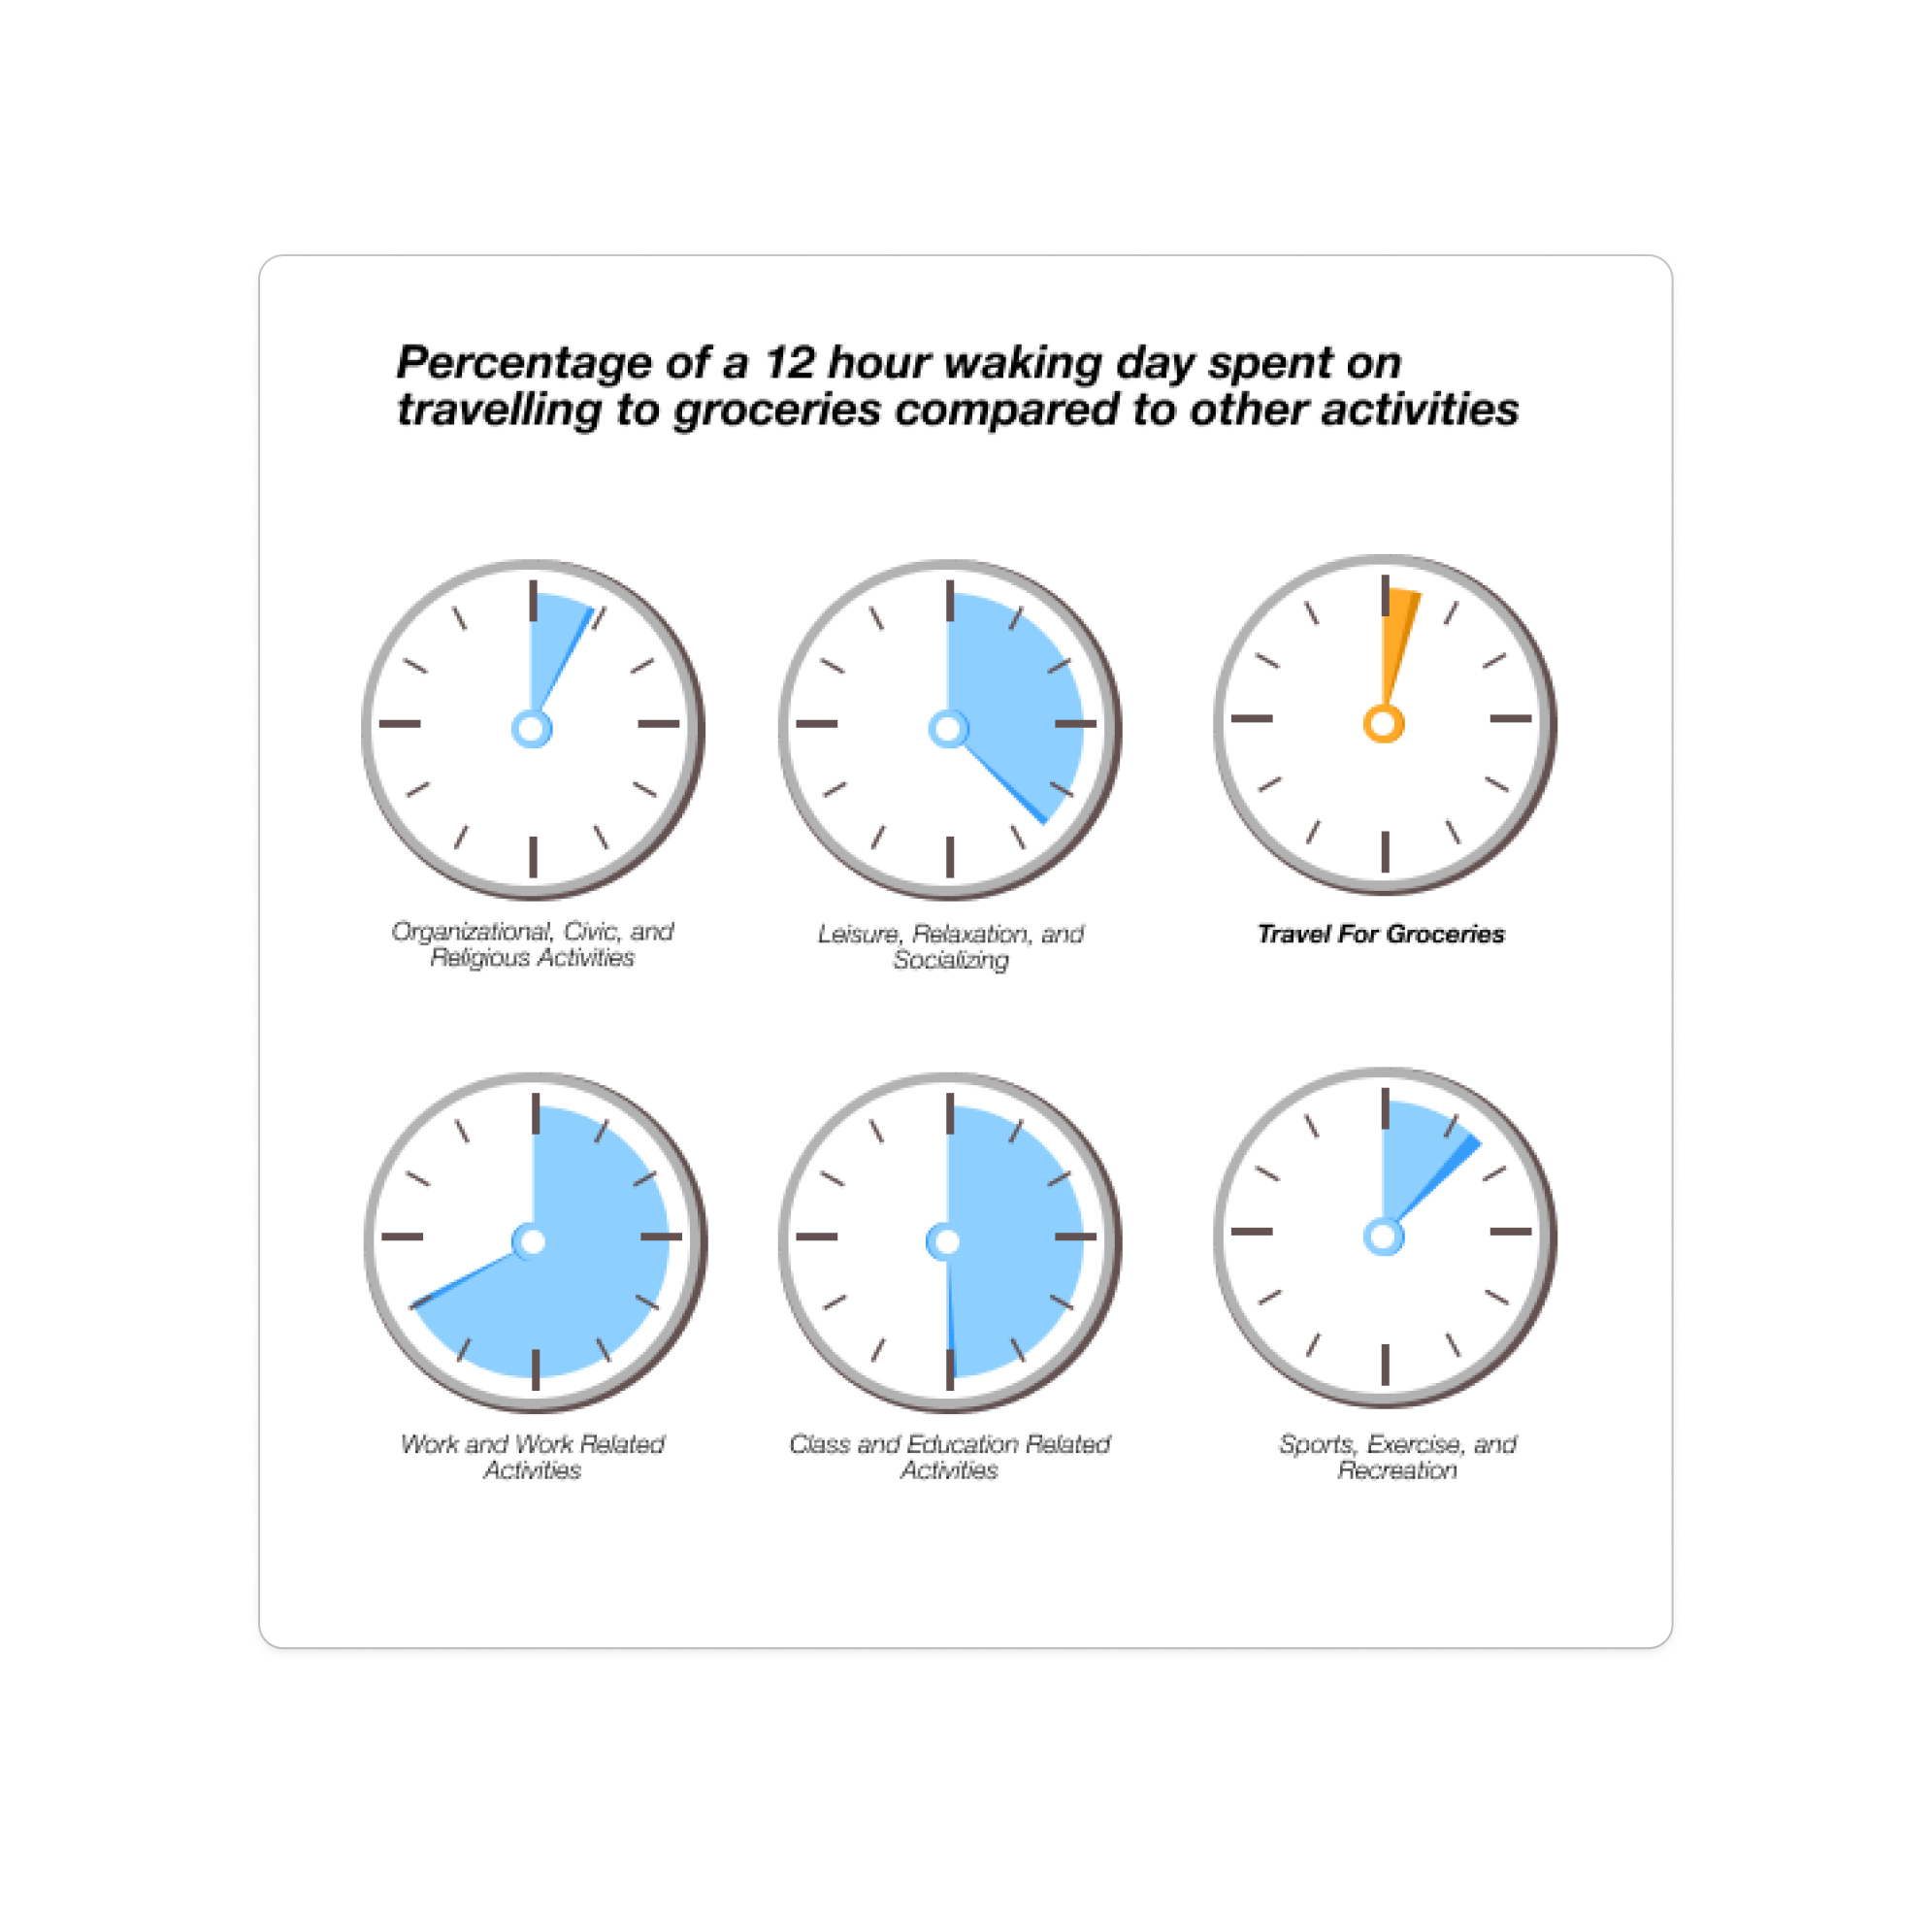 Percentage of a 12 hour waking day spent on
travelling to groceries compared to other activities
Organizational, Civic, and
Religious Activities
Leisure, Relaxation, and
Socializing
Travel For Groceries
Work and Work Related
Activities
Class and Education Related
Activities
Sports, Exercise, and
Recreation